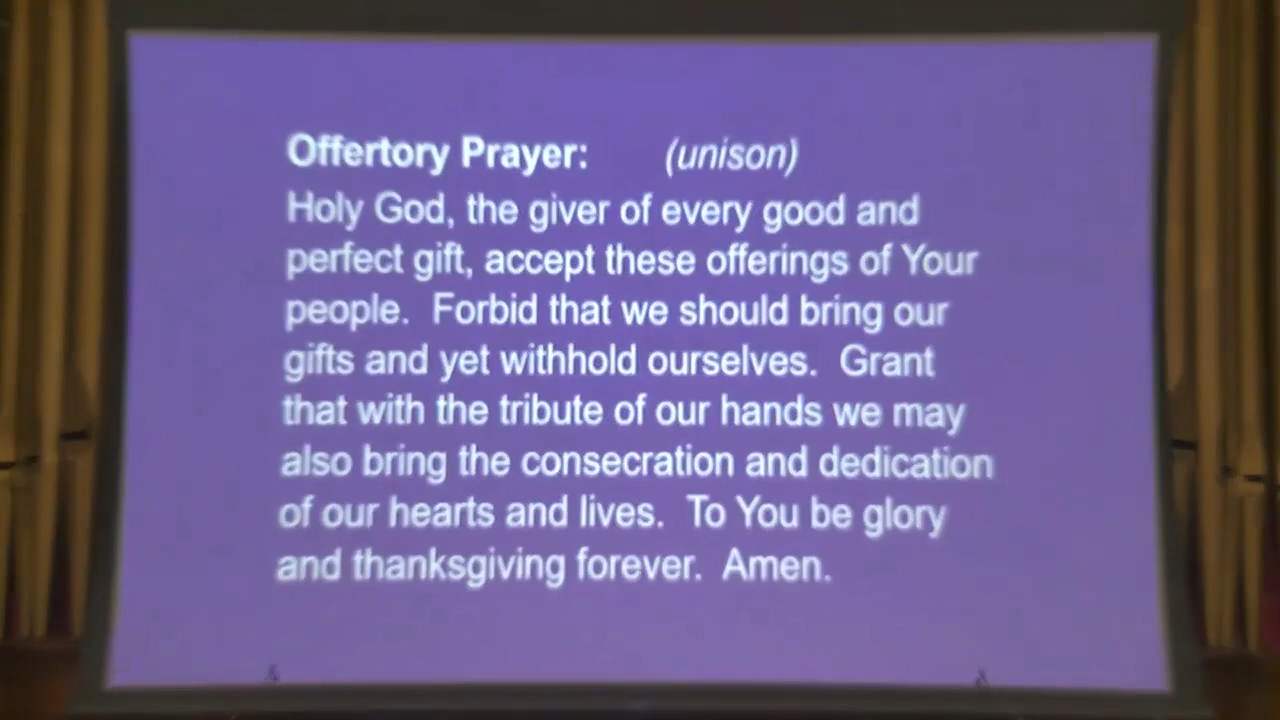 Offertory Prayer: (unison)
Holy God, the giver of every good and
perfect gift, accept these offerings of Your
people. Forbid that we should bring our
gifts and yet withhold ourselves. Grant
that with the tribute of our hands we may
also bring the consecration and dedication
of our hearts and lives. To You be glory
and thanksgiving forever. Amen.